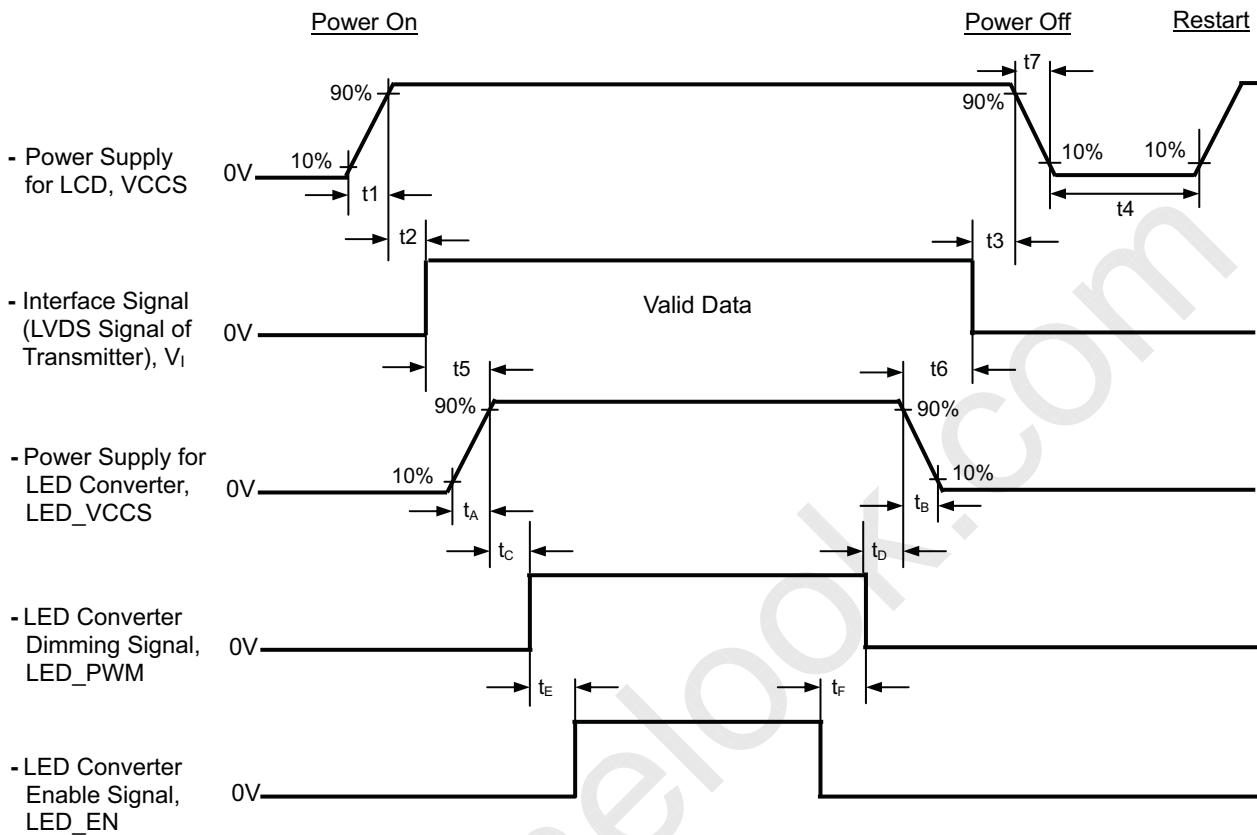 Power On
Power Off
Restart
t7
90%
90%
- Power Supply
for LCD, VCCS
0V
10%
10%
10%
t1
t4
t2
t3
- Interface Signal
(LVDS Signal of
Transmitter), VI
0V
Valid Data
t5
t6
90%
90%
- Power Supply for
LED Converter,
LED_VCCS
0V
10%
10%
tA
tB
tC
tD
- LED Converter
Dimming Signal,
LED_PWM
0V
tE
tF
- LED Converter
Enable Signal,
LED_EN
0V
elook.com